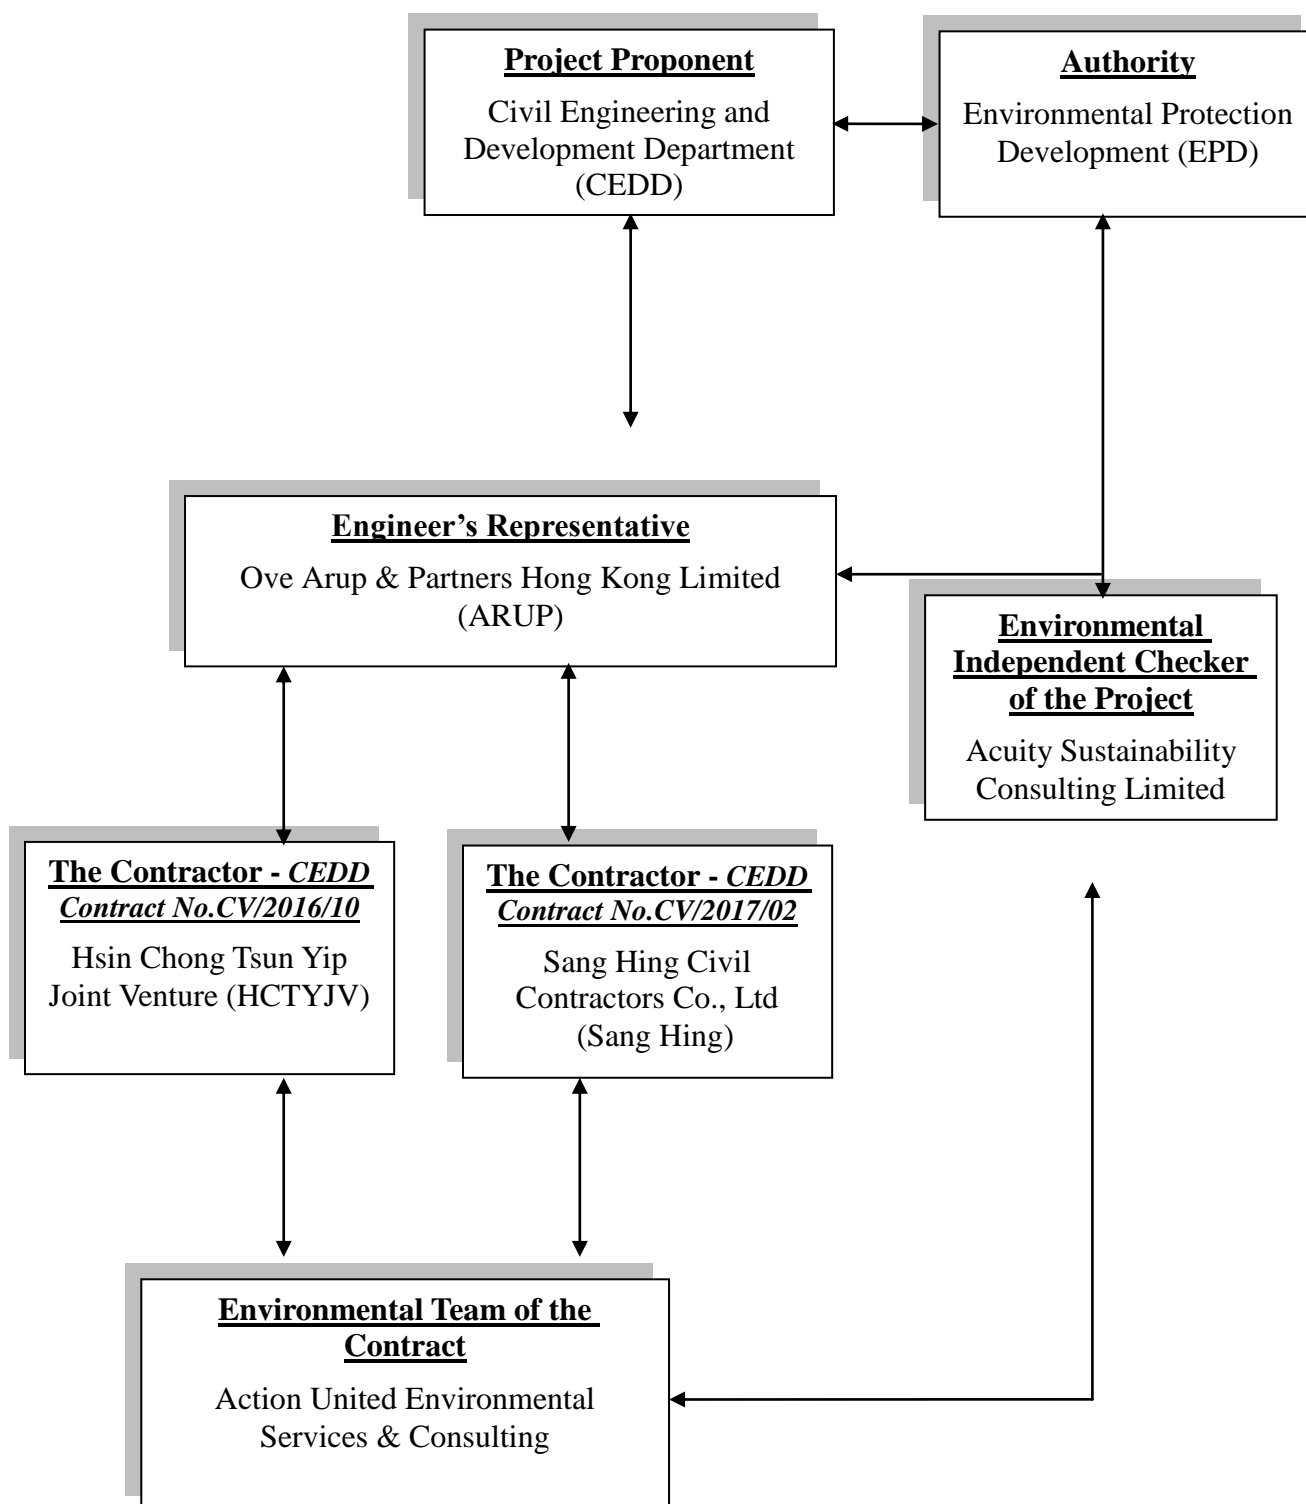 Project Proponent
Civil Engineering and
Development Department
(CEDD)
Authority
Environmental Protection
Development (EPD)
Engineer’s Representative
Ove Arup & Partners Hong Kong Limited
(ARUP)
Environmental
Independent Checker
of the Project
Acuity Sustainability
Consulting Limited
The Contractor - CEDD
Contract No.CV/2016/10
Hsin Chong Tsun Yip
Joint Venture (HCTYJV)
The Contractor - CEDD
Contract No.CV/2017/02
Sang Hing Civil
Contractors Co., Ltd
(Sang Hing)
Environmental Team of the
Contract
Action United Environmental
Services & Consulting